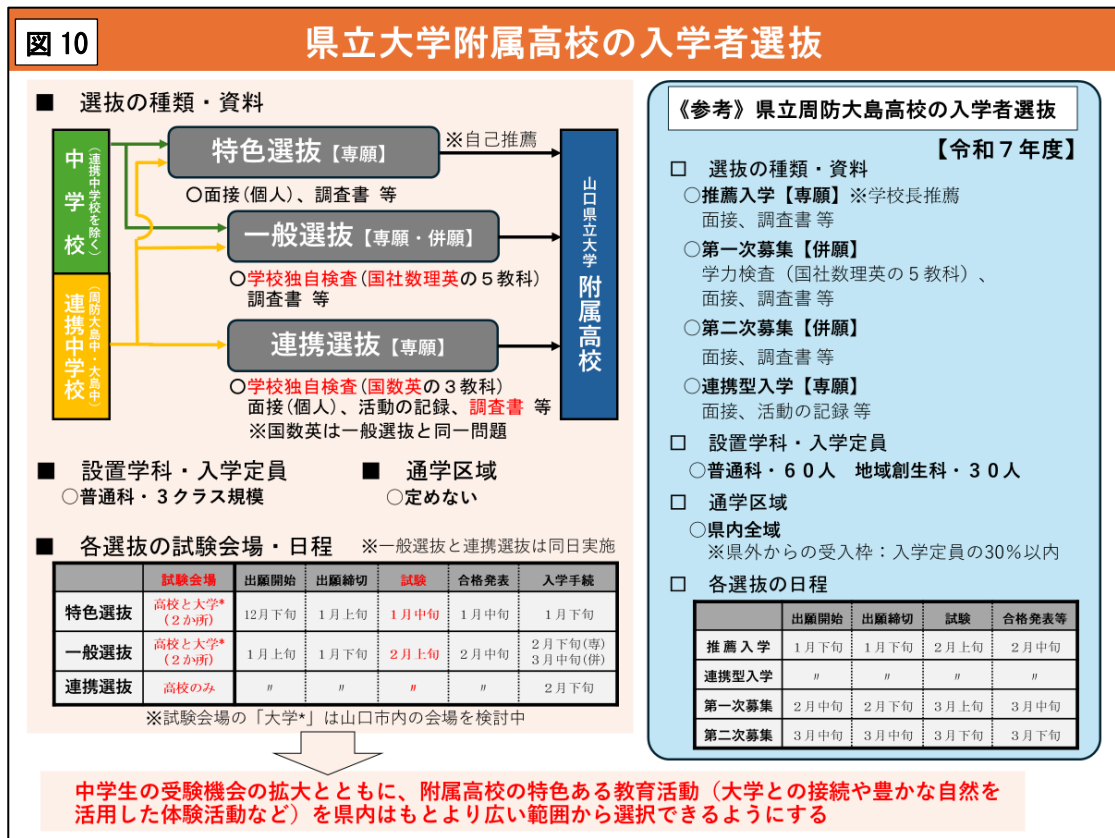 図10
県立大学附属高校の入学者選抜
■ 選抜の種類・資料
中学校
(連携中学校を除く)
連携中学校
(周防大島中・大島中)
特色選抜【専願】
※自己推薦
○面接(個人)、調査書 等
一般選抜【専願・併願】
○学校独自検査(国社数理英の5教科)
調査書 等
連携選抜【専願】
○学校独自検査(国数英の3教科)
面接(個人)、活動の記録、調査書 等
※国数英は一般選抜と同一問題
山口県立大学 附属高校
■ 設置学科・入学定員
○普通科・3クラス規模
■ 通学区域
○定めない
■ 各選抜の試験会場・日程 ※一般選抜と連携選抜は同日実施
試験会場 出願開始 出願締切 試験 合格発表 入学手続
特色選抜 高校と大学* (2か所) 12月下旬 1月上旬 1月中旬 1月中旬 1月下旬
一般選抜 高校と大学* (2か所) 1月上旬 1月下旬 2月上旬 2月中旬 2月下旬(専) 3月中旬(併)
連携選抜 高校のみ 〃 〃 〃 〃 2月下旬
※試験会場の「大学*」は山口市内の会場を検討中
《参考》県立周防大島高校の入学者選抜
【令和7年度】
□ 選抜の種類・資料
○推薦入学【専願】※学校長推薦
面接、調査書 等
○第一次募集【併願】
学力検査(国社数理英の5教科)、
面接、調査書 等
○第二次募集【併願】
面接、調査書 等
○連携型入学【専願】
面接、活動の記録 等
□ 設置学科・入学定員
○普通科・60人 地域創生科・30人
□ 通学区域
○県内全域
※県外からの受入枠:入学定員の30%以内
□ 各選抜の日程
出願開始 出願締切 試験 合格発表等
推薦入学 1月下旬 1月下旬 2月上旬 2月中旬
連携型入学 〃 〃 〃 〃
第一次募集 2月中旬 2月下旬 3月上旬 3月中旬
第二次募集 3月中旬 3月中旬 3月下旬 3月下旬
中学生の受験機会の拡大とともに、附属高校の特色ある教育活動(大学との接続や豊かな自然を
活用した体験活動など)を県内はもとより広い範囲から選択できるようにする